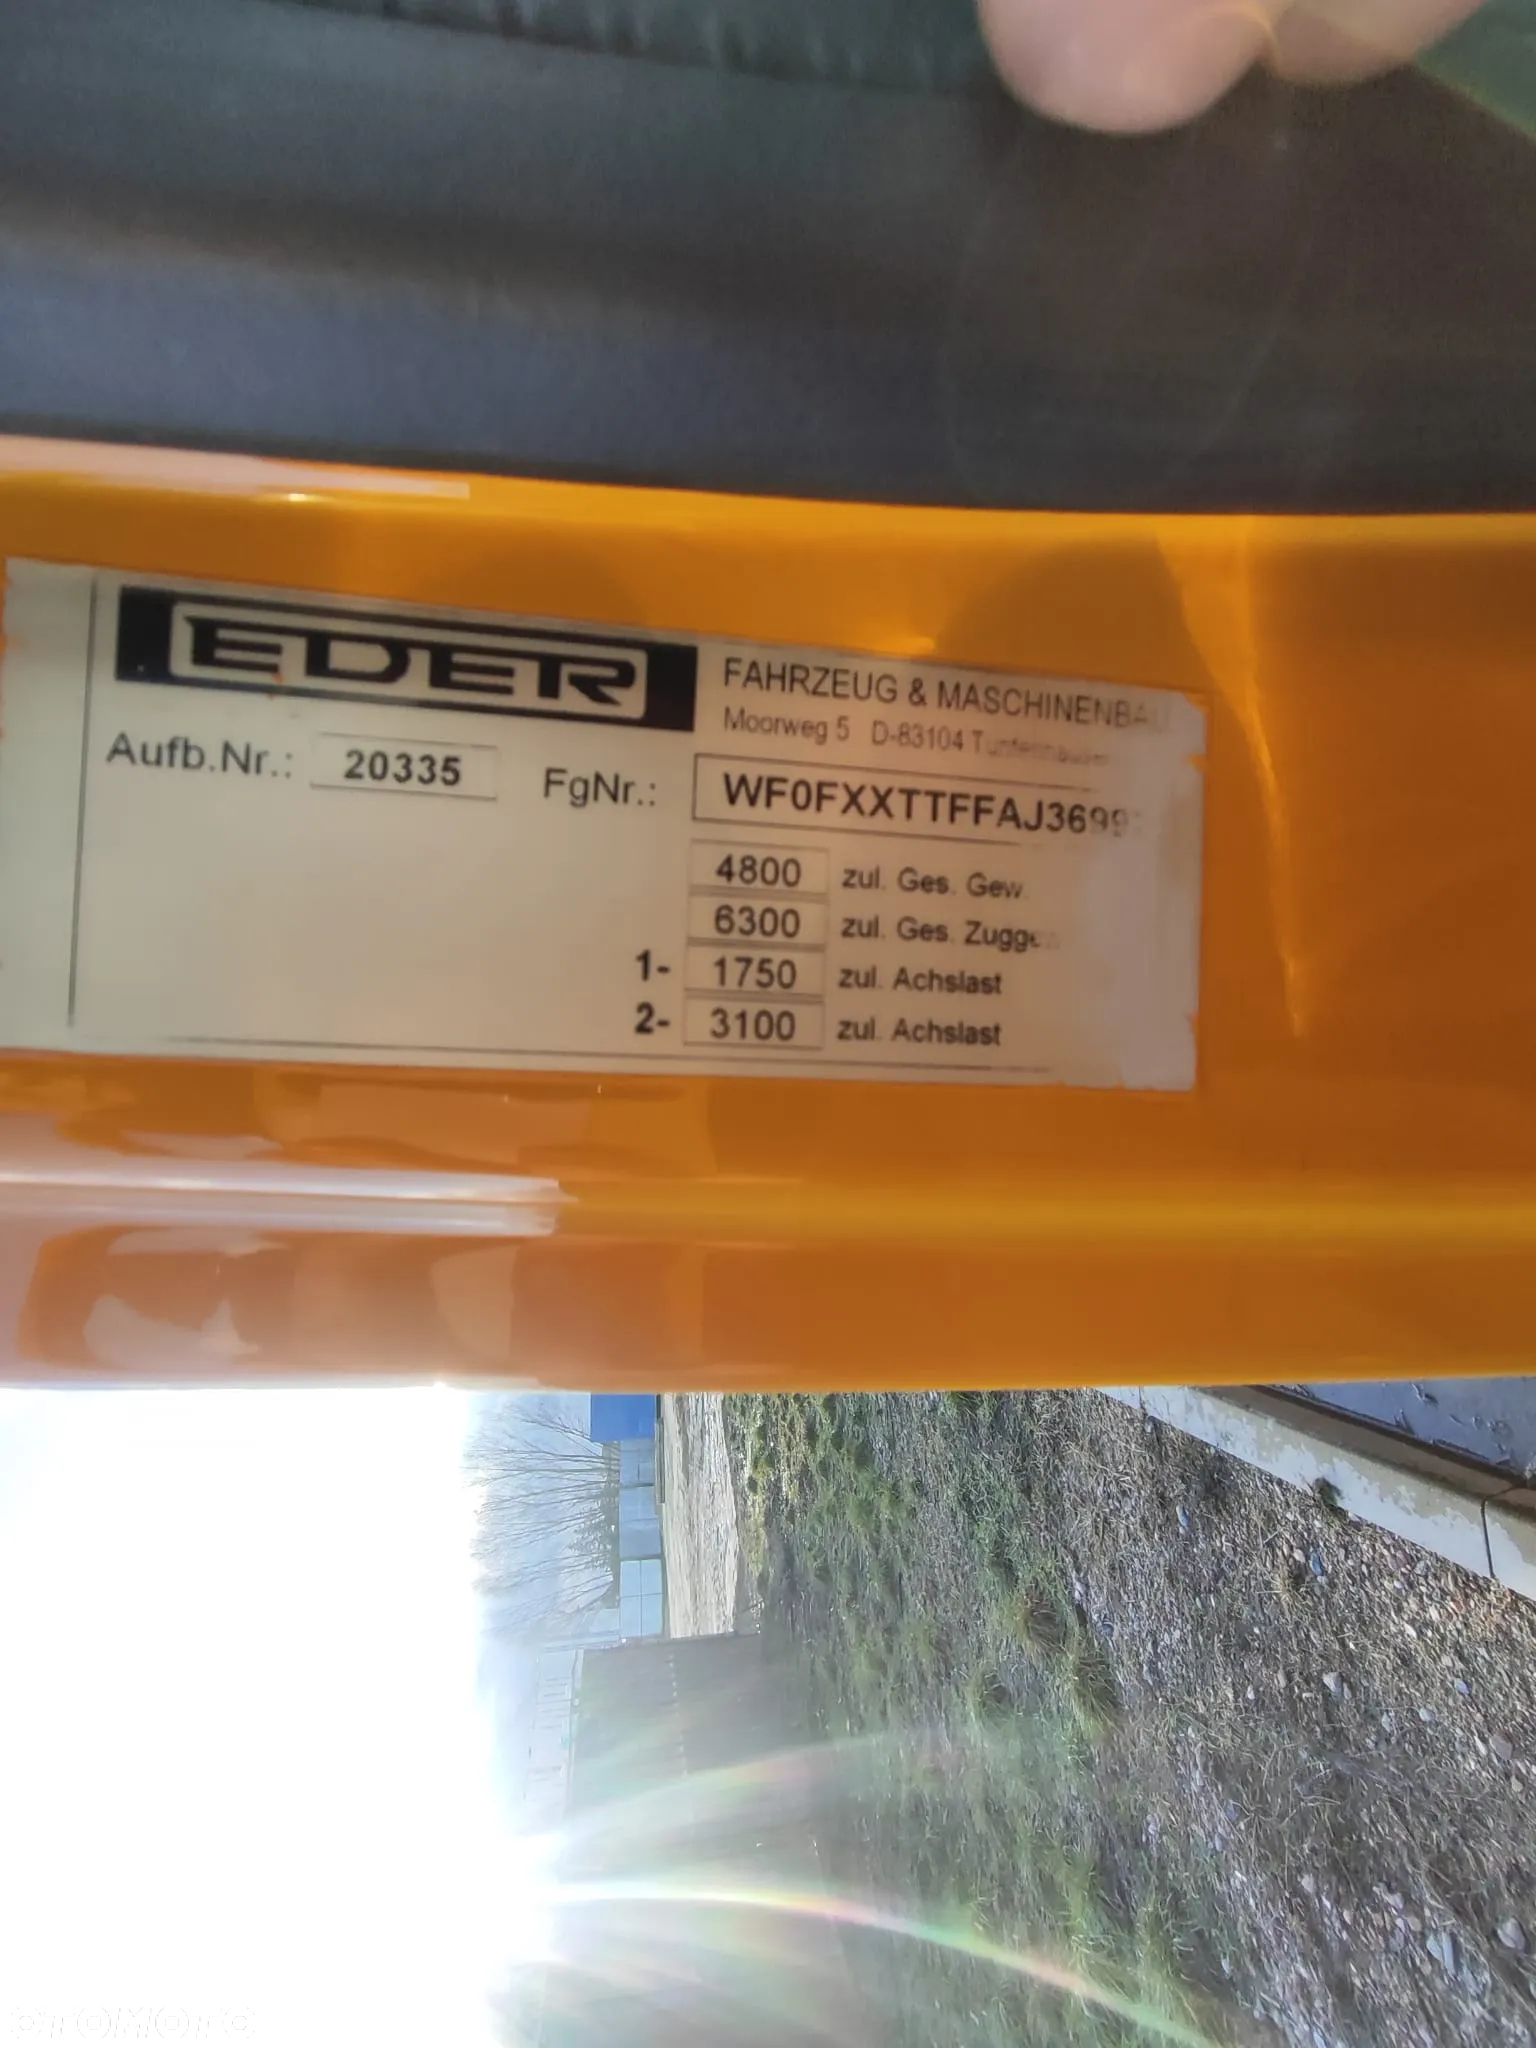 EDER
FAHRZEUG & MASCHINENBAU
Moorweg 5 D-83104
Aufb.Nr.: 20335 FgNr.:
4800 zul. Ges. Gew.
6300 zul. Ges.
1- 1750 zul. Achslast
2- 3100 zul. Achslast
OTOMOTO